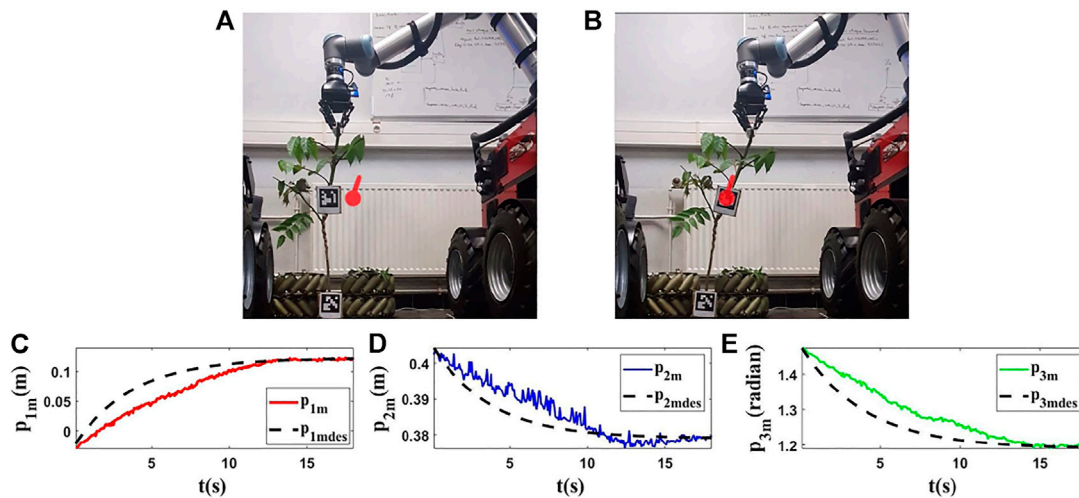 A
B
C
D
E
p1m(m)
0.1
0.05
0
5
10
15
t(s)
p1m
p1mdes
p2m(m)
0.4
0.39
0.38
5
10
15
t(s)
p2m
p2mdes
p3m(radian)
1.4
1.3
1.2
5
10
15
t(s)
p3m
p3mdes